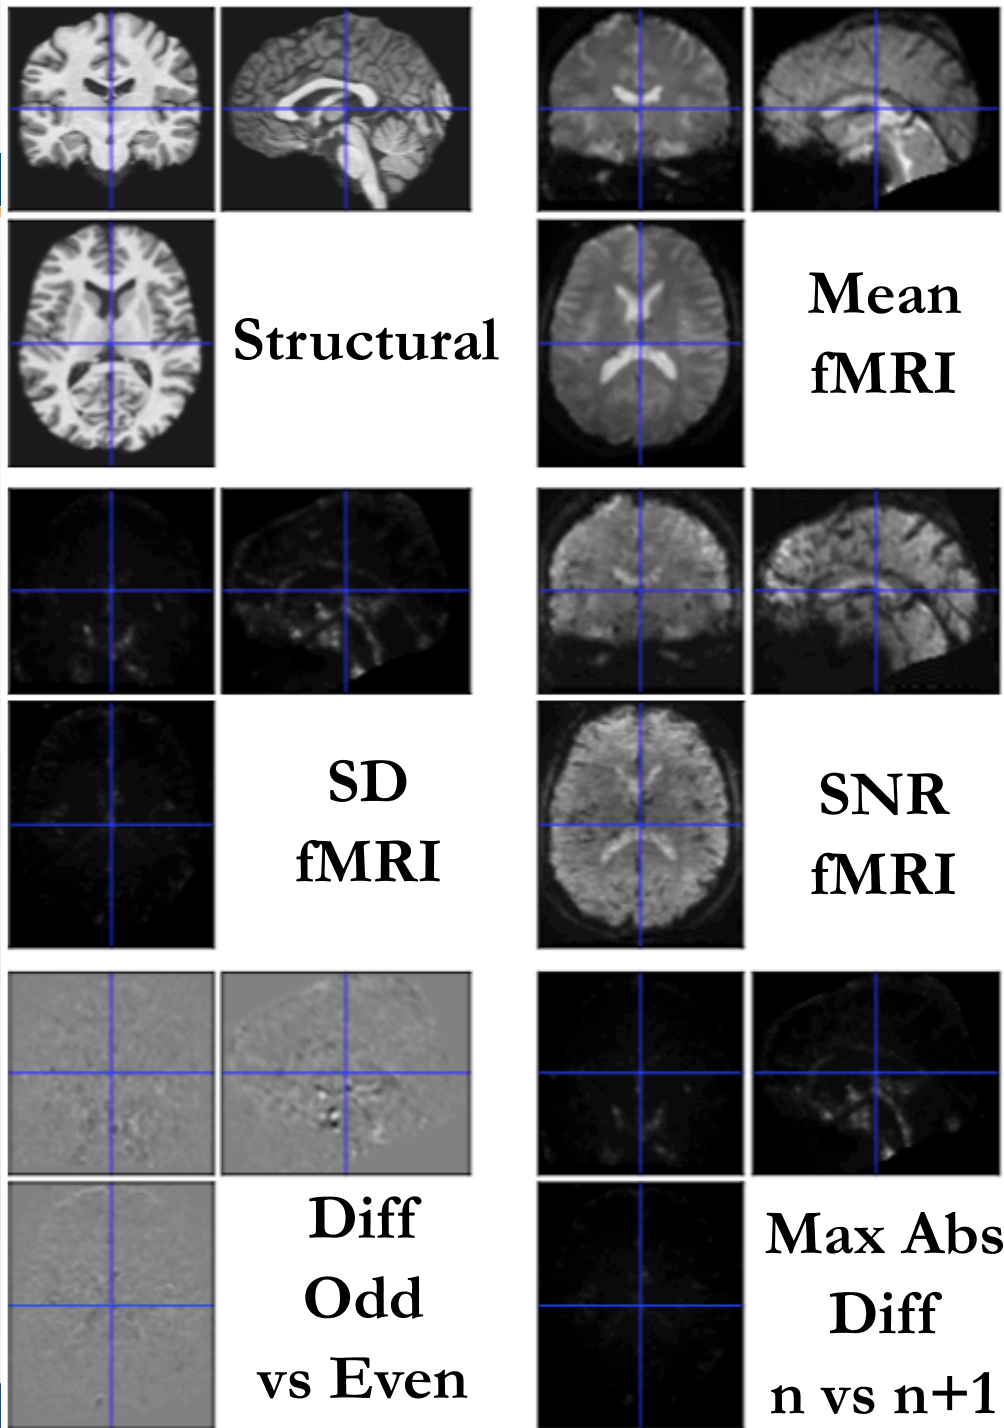 Structural
Mean
fMRI
SD
fMRI
SNR
fMRI
Diff
Odd
vs Even
Max Abs
Diff
n vs n+1